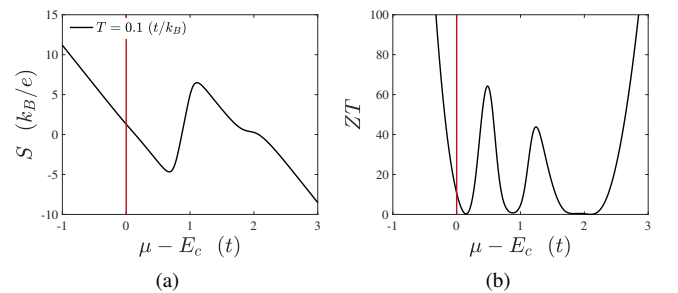 15
10
5
0
-5
-10
S (k_B/e)
T = 0.1 (t/k_B)
-1 0 1 2 3
μ − E_c (t)
(a)
100
80
60
40
20
0
ZT
-1 0 1 2 3
μ − E_c (t)
(b)